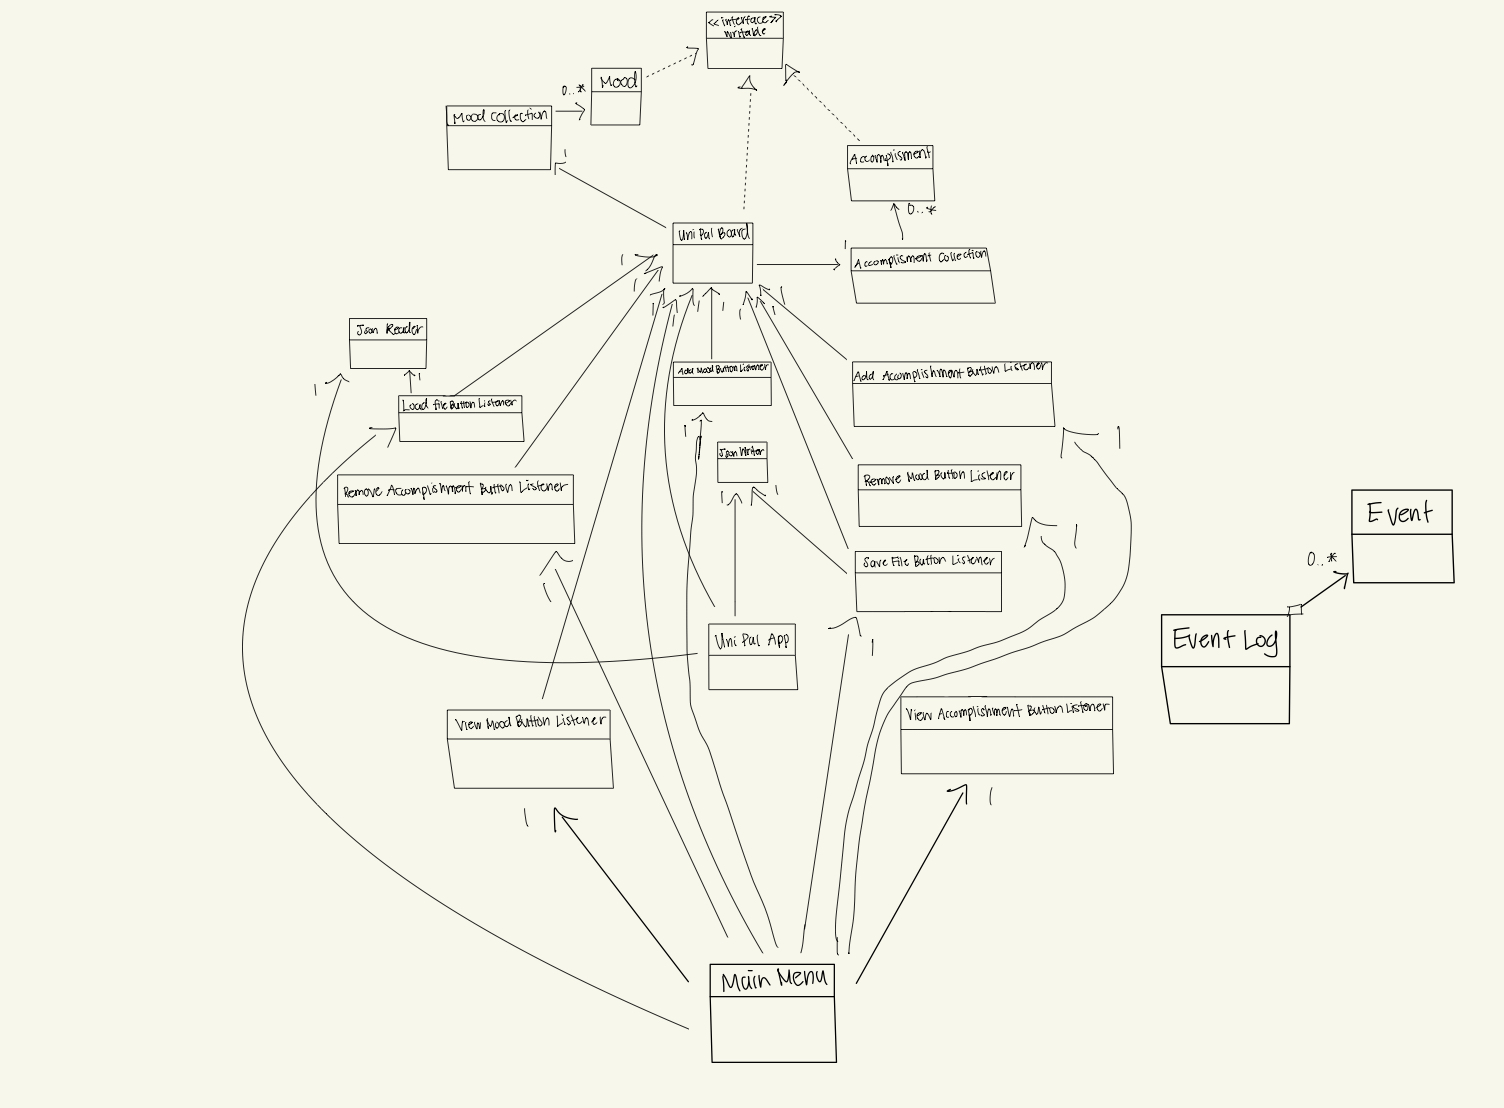 <<interface>>
writable
Mood
0..*
Mood Collection
1
Accomplisment
0..*
Uni Pal Board
1
Accomplisment Collection
1
1
1
1
1
1
1
1
1
Json Reader
1
1
Add Mood Button Listener
Add Accomplishment Button Listener
Load file Button Listener
1
1
Json Writer
Remove Mood Button Listener
Remove Accomplishment Button Listener
1
1
Event
1
0..*
Save File Button Listener
1
Uni Pal App
1
Event Log
View Mood Button Listener
View Accomplishment Button Listener
1
1
Main Menu